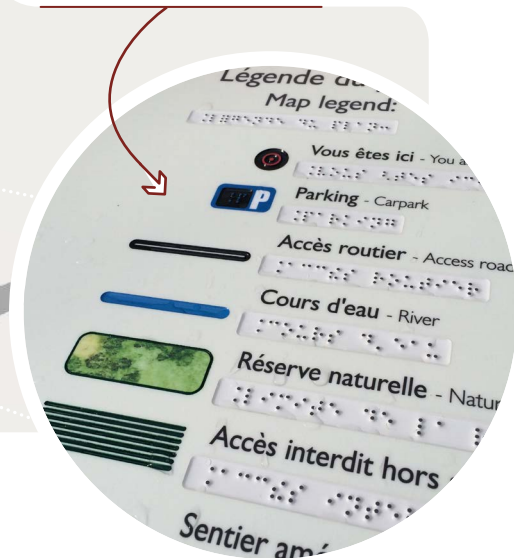 Légende du
Map legend:
Vous êtes ici - You a
P Parking - Carpark
Accès routier - Access road
Cours d'eau - River
Réserve naturelle - Natur
Accès interdit hors
Sentier amé